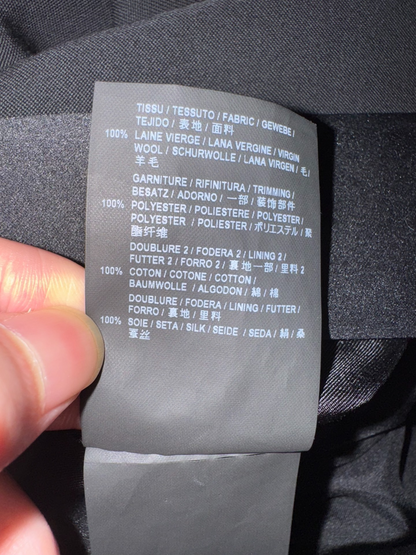 TISSU / TESSUTO / FABRIC / GEWEBE /
TEJIDO / 表地 / 面料
100% LAINE VIERGE / LANA VERGINE / VIRGIN
WOOL / SCHURWOLLE / LANA VIRGEN / 毛 /
羊毛
GARNITURE / RIFINITURA / TRIMMING /
BESATZ / ADORNO / 一部 / 装饰部件
100% POLYESTER / POLIESTERE / POLYESTER /
POLYESTER / POLIÉSTER / ポリエステル / 聚
酯纤维
DOUBLURE 2 / FODERA 2 / LINING 2 /
FUTTER 2 / FORRO 2 / 裏地一部 / 里料 2
100% COTON / COTONE / COTTON /
BAUMWOLLE / ALGODON / 綿 / 棉
DOUBLURE / FODERA / LINING / FUTTER /
FORRO / 裏地 / 里料
100% SOIE / SETA / SILK / SEIDE / SEDA / 絹 / 桑
蚕丝